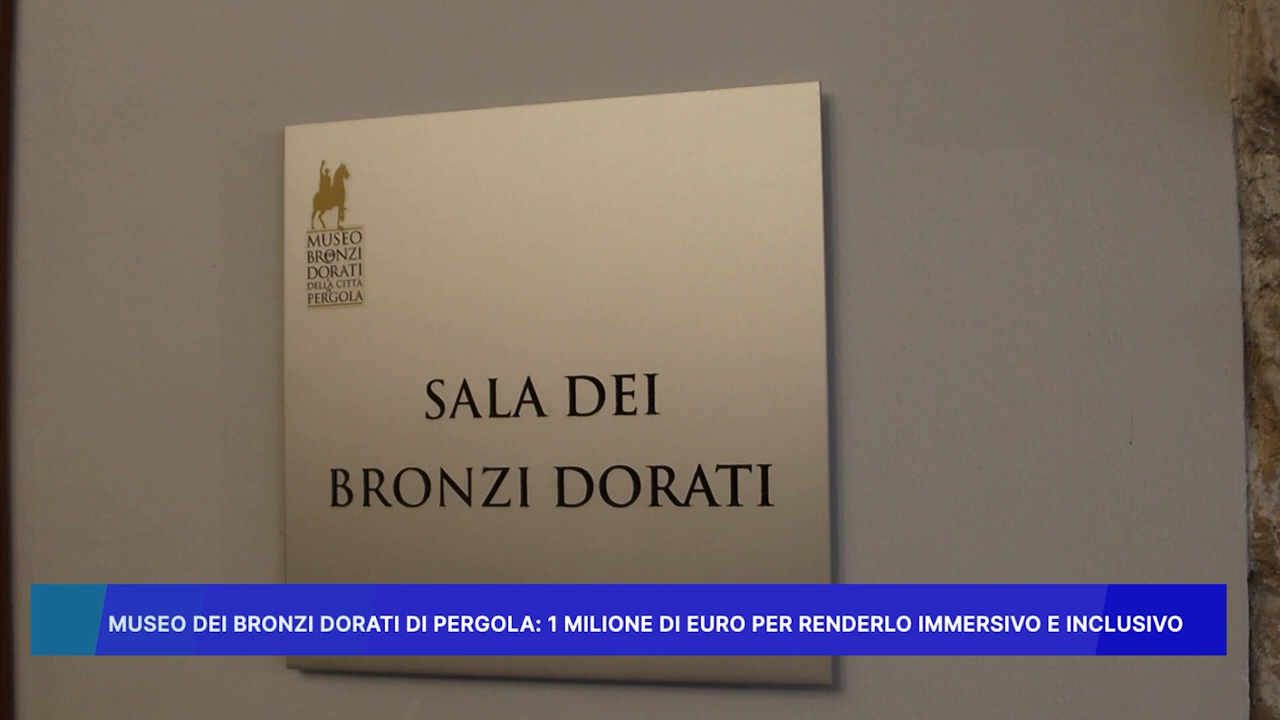 MUSEO
BRONZI
DORATI
DELLA CITTÀ
PERGOLA
SALA DEI
BRONZI DORATI
MUSEO DEI BRONZI DORATI DI PERGOLA: 1 MILIONE DI EURO PER RENDERLO IMMERSIVO E INCLUSIVO